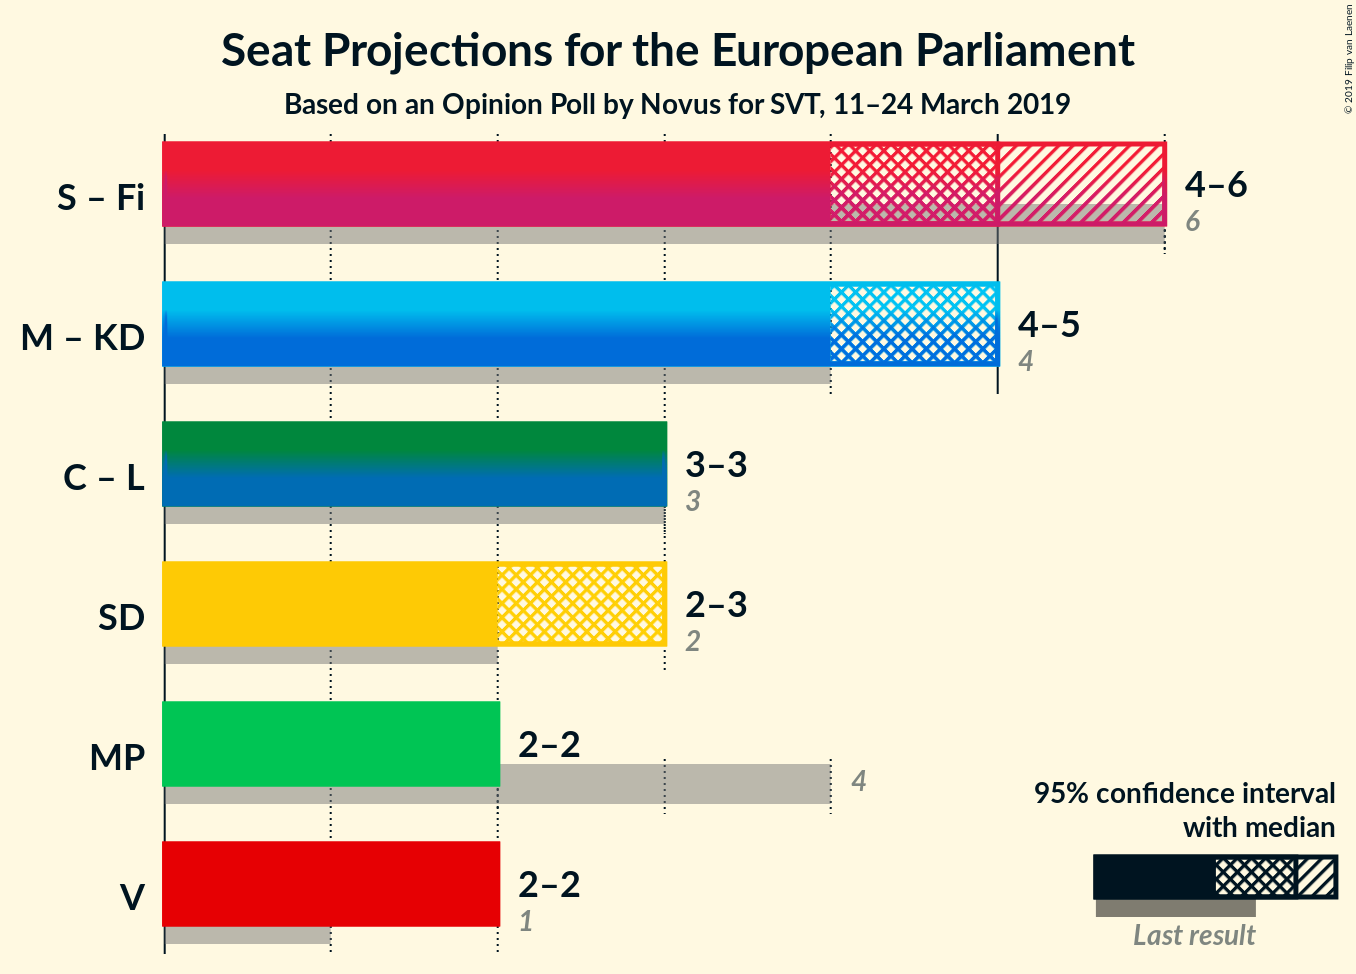 Seat Projections for the European Parliament
Based on an Opinion Poll by Novus for SVT, 11–24 March 2019
© 2019 Filip van Laenen
S – Fi
4–6
6
M – KD
4–5
4
C – L
3–3
3
SD
2–3
2
MP
2–2
4
V
2–2
1
95% confidence interval
with median
Last result